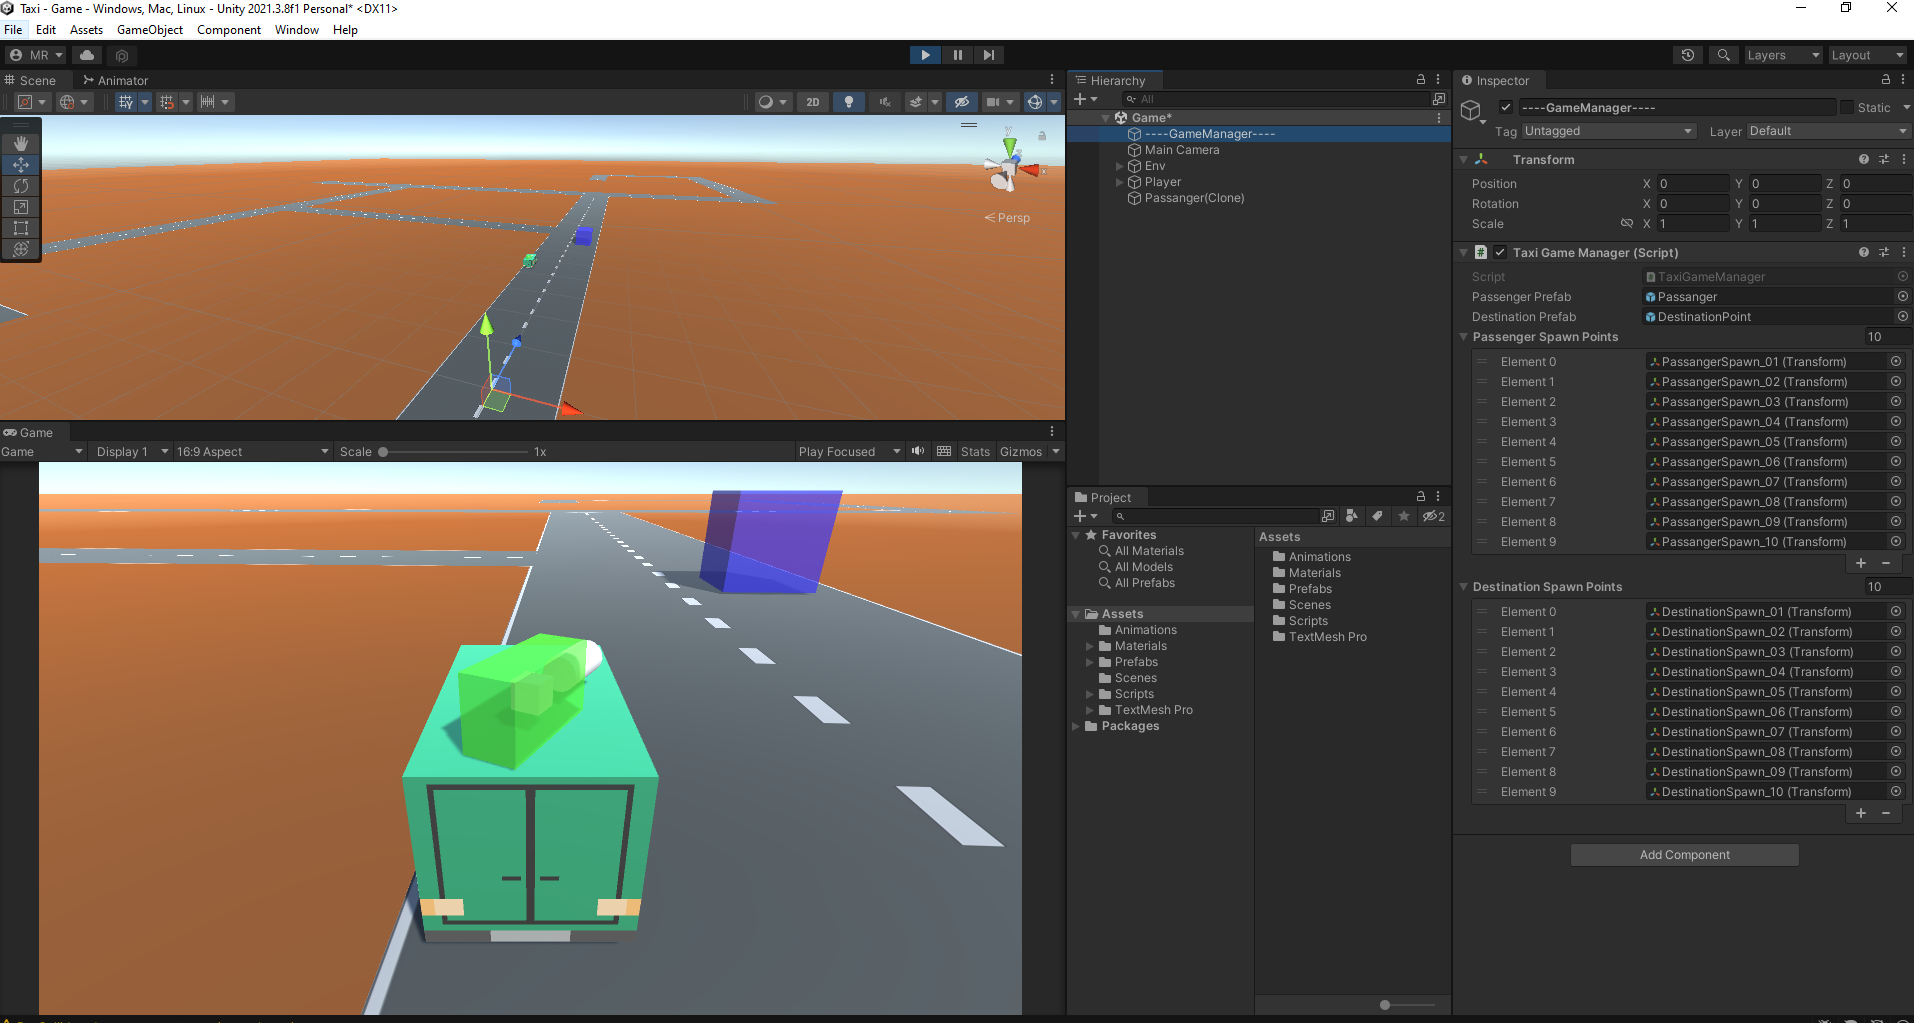 Taxi - Game - Windows, Mac, Linux - Unity 2021.3.8f1 Personal* <DX11>
File Edit Assets GameObject Component Window Help
MR Layers Layout
Scene Animator
2D
y
x
Persp
Game
Game Display 1 16:9 Aspect Scale 1x Play Focused Stats Gizmos
Hierarchy
All
Game*
----GameManager----
Main Camera
Env
Player
Passanger(Clone)
Project
2
Favorites
All Materials
All Models
All Prefabs
Assets
Animations
Materials
Prefabs
Scenes
Scripts
TextMesh Pro
Packages
Assets
Animations
Materials
Prefabs
Scenes
Scripts
TextMesh Pro
Inspector
----GameManager---- Static
Tag Untagged Layer Default
Transform
Position X 0 Y 0 Z 0
Rotation X 0 Y 0 Z 0
Scale X 1 Y 1 Z 1
# Taxi Game Manager (Script)
Script TaxiGameManager
Passenger Prefab Passanger
Destination Prefab DestinationPoint
Passenger Spawn Points 10
Element 0 PassangerSpawn_01 (Transform)
Element 1 PassangerSpawn_02 (Transform)
Element 2 PassangerSpawn_03 (Transform)
Element 3 PassangerSpawn_04 (Transform)
Element 4 PassangerSpawn_05 (Transform)
Element 5 PassangerSpawn_06 (Transform)
Element 6 PassangerSpawn_07 (Transform)
Element 7 PassangerSpawn_08 (Transform)
Element 8 PassangerSpawn_09 (Transform)
Element 9 PassangerSpawn_10 (Transform)
Destination Spawn Points 10
Element 0 DestinationSpawn_01 (Transform)
Element 1 DestinationSpawn_02 (Transform)
Element 2 DestinationSpawn_03 (Transform)
Element 3 DestinationSpawn_04 (Transform)
Element 4 DestinationSpawn_05 (Transform)
Element 5 DestinationSpawn_06 (Transform)
Element 6 DestinationSpawn_07 (Transform)
Element 7 DestinationSpawn_08 (Transform)
Element 8 DestinationSpawn_09 (Transform)
Element 9 DestinationSpawn_10 (Transform)
Add Component